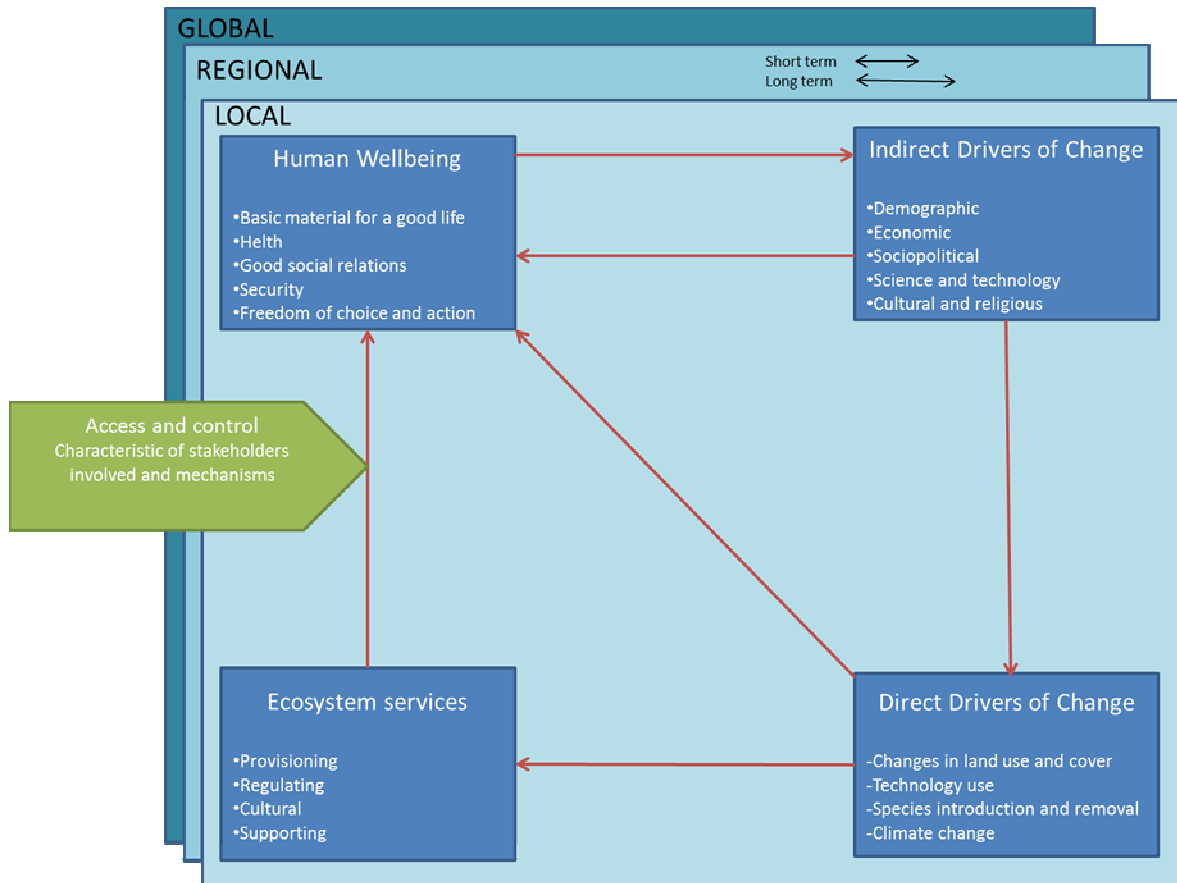 GLOBAL
REGIONAL
Short term
Long term
LOCAL
Human Wellbeing
•Basic material for a good life
•Helth
•Good social relations
•Security
•Freedom of choice and action
Indirect Drivers of Change
•Demographic
•Economic
•Sociopolitical
•Science and technology
•Cultural and religious
Access and control
Characteristic of stakeholders
involved and mechanisms
Ecosystem services
•Provisioning
•Regulating
•Cultural
•Supporting
Direct Drivers of Change
-Changes in land use and cover
-Technology use
-Species introduction and removal
-Climate change